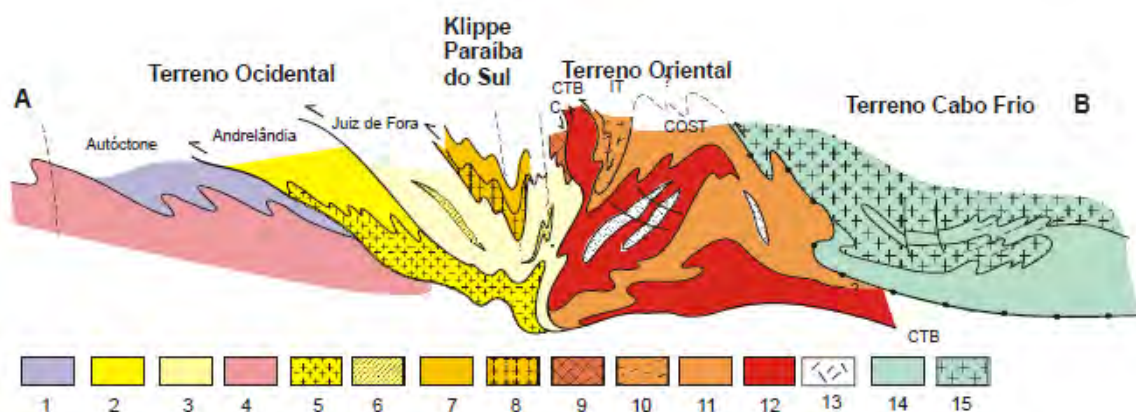 Klippe
Paraíba
do Sul
Terreno Ocidental
Terreno Oriental
CTB
IT
C
COST
A
Terreno Cabo Frio
B
Autóctone
Andrelândia
Juiz de Fora
?
CTB
1 2 3 4 5 6 7 8 9 10 11 12 13 14 15